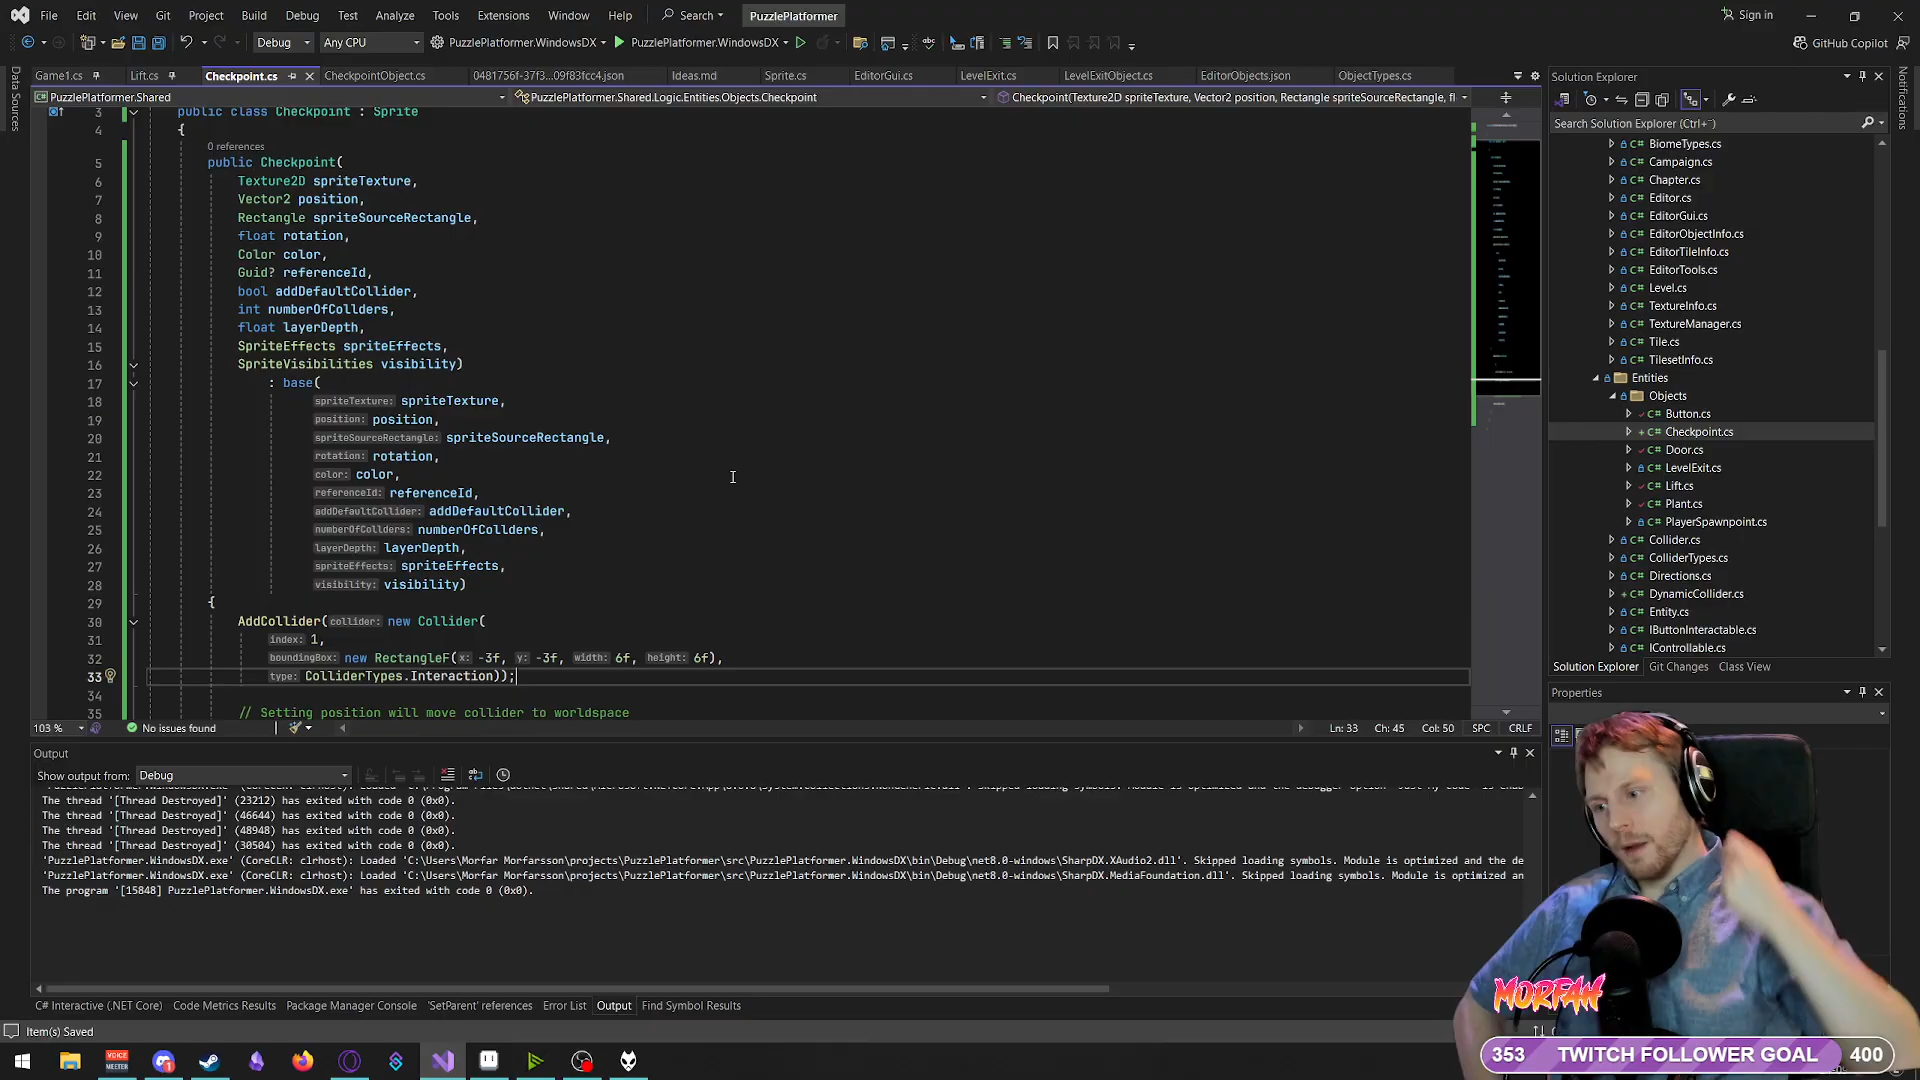 File Edit View Git Project Build Debug Test Analyze Tools Extensions Window Help Search PuzzlePlatformer Sign in
Debug Any CPU PuzzlePlatformer.WindowsDX PuzzlePlatformer.WindowsDX GitHub Copilot
Game1.cs Lift.cs Checkpoint.cs CheckpointObject.cs 0481756f-37f3...09f83fcc4.json Ideas.md Sprite.cs EditorGui.cs LevelExit.cs LevelExitObject.cs EditorObjects.json ObjectTypes.cs
PuzzlePlatformer.Shared PuzzlePlatformer.Shared.Logic.Entities.Objects.Checkpoint Checkpoint(Texture2D spriteTexture, Vector2 position, Rectangle spriteSourceRectangle, fl
Data Sources
3 public class Checkpoint : Sprite
4 {
0 references
5 public Checkpoint(
6 Texture2D spriteTexture,
7 Vector2 position,
8 Rectangle spriteSourceRectangle,
9 float rotation,
10 Color color,
11 Guid? referenceId,
12 bool addDefaultCollider,
13 int numberOfCollders,
14 float layerDepth,
15 SpriteEffects spriteEffects,
16 SpriteVisibilities visibility)
17 : base(
18 spriteTexture: spriteTexture,
19 position: position,
20 spriteSourceRectangle: spriteSourceRectangle,
21 rotation: rotation,
22 color: color,
23 referenceId: referenceId,
24 addDefaultCollider: addDefaultCollider,
25 numberOfCollders: numberOfCollders,
26 layerDepth: layerDepth,
27 spriteEffects: spriteEffects,
28 visibility: visibility)
29 {
30 AddCollider(collider: new Collider(
31 index: 1,
32 boundingBox: new RectangleF(x: -3f, y: -3f, width: 6f, height: 6f),
33 type: ColliderTypes.Interaction));
34
35 // Setting position will move collider to worldspace
103 % No issues found Ln: 33 Ch: 45 Col: 50 SPC CRLF
Output
Show output from: Debug
The thread '[Thread Destroyed]' (23212) has exited with code 0 (0x0).
The thread '[Thread Destroyed]' (46644) has exited with code 0 (0x0).
The thread '[Thread Destroyed]' (48948) has exited with code 0 (0x0).
The thread '[Thread Destroyed]' (30504) has exited with code 0 (0x0).
'PuzzlePlatformer.WindowsDX.exe' (CoreCLR: clrhost): Loaded 'C:\Users\Morfar Morfarsson\projects\PuzzlePlatformer\src\PuzzlePlatformer.WindowsDX\bin\Debug\net8.0-windows\SharpDX.XAudio2.dll'. Skipped loading symbols. Module is optimized and the de
'PuzzlePlatformer.WindowsDX.exe' (CoreCLR: clrhost): Loaded 'C:\Users\Morfar Morfarsson\projects\PuzzlePlatformer\src\PuzzlePlatformer.WindowsDX\bin\Debug\net8.0-windows\SharpDX.MediaFoundation.dll'. Skipped loading symbols. Module is optimized an
The program '[15848] PuzzlePlatformer.WindowsDX.exe' has exited with code 0 (0x0).
C# Interactive (.NET Core) Code Metrics Results Package Manager Console 'SetParent' references Error List Output Find Symbol Results
Item(s) Saved
Solution Explorer
Search Solution Explorer (Ctrl+¨)
C# BiomeTypes.cs
C# Campaign.cs
C# Chapter.cs
C# Editor.cs
C# EditorGui.cs
C# EditorObjectInfo.cs
C# EditorTileInfo.cs
C# EditorTools.cs
C# Level.cs
C# TextureInfo.cs
C# TextureManager.cs
C# Tile.cs
C# TilesetInfo.cs
Entities
Objects
C# Button.cs
C# Checkpoint.cs
C# Door.cs
C# LevelExit.cs
C# Lift.cs
C# Plant.cs
C# PlayerSpawnpoint.cs
C# Collider.cs
C# ColliderTypes.cs
C# Directions.cs
C# DynamicCollider.cs
C# Entity.cs
C# IButtonInteractable.cs
C# IControllable.cs
Solution Explorer Git Changes Class View
Properties
Notifications
MORFAH
353 TWITCH FOLLOWER GOAL 400
VOICE
MEETER